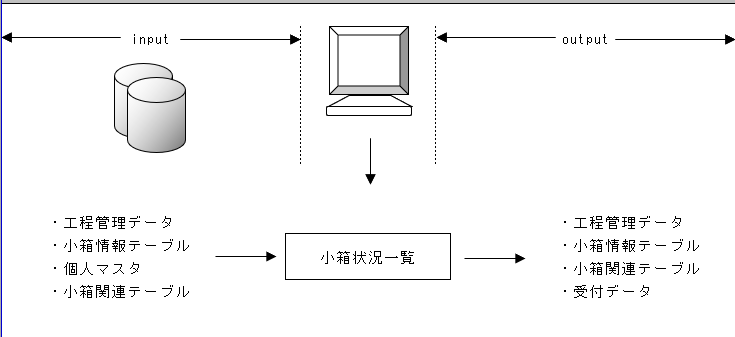 input
output
・工程管理データ
・小箱情報テーブル
・個人マスタ
・小箱関連テーブル
小箱状況一覧
・工程管理データ
・小箱情報テーブル
・小箱関連テーブル
・受付データ